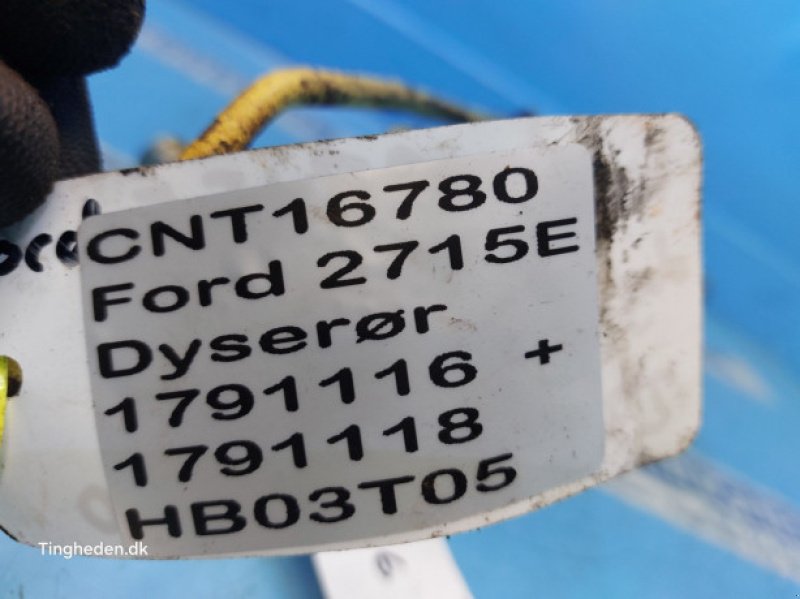 CNT16780
Ford 2715E
Dyserør
1791116 +
1791118
HB03T05
Tingheden.dk